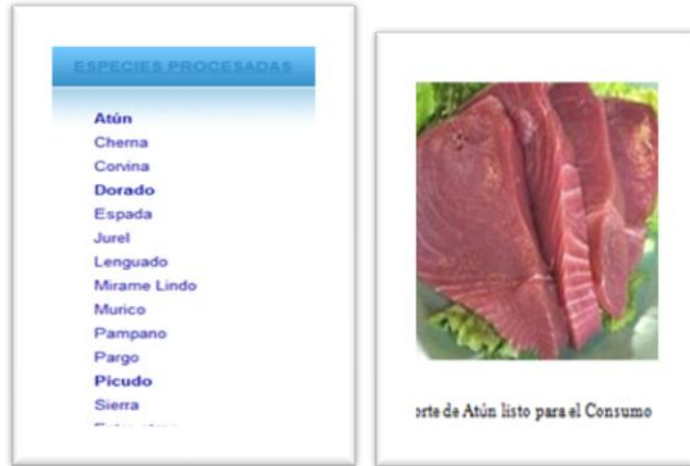 ESPECIES PROCESADAS
Atún
Cherna
Corvina
Dorado
Espada
Jurel
Lenguado
Mirame Lindo
Murico
Pampano
Pargo
Picudo
Sierra
orte de Atún listo para el Consumo